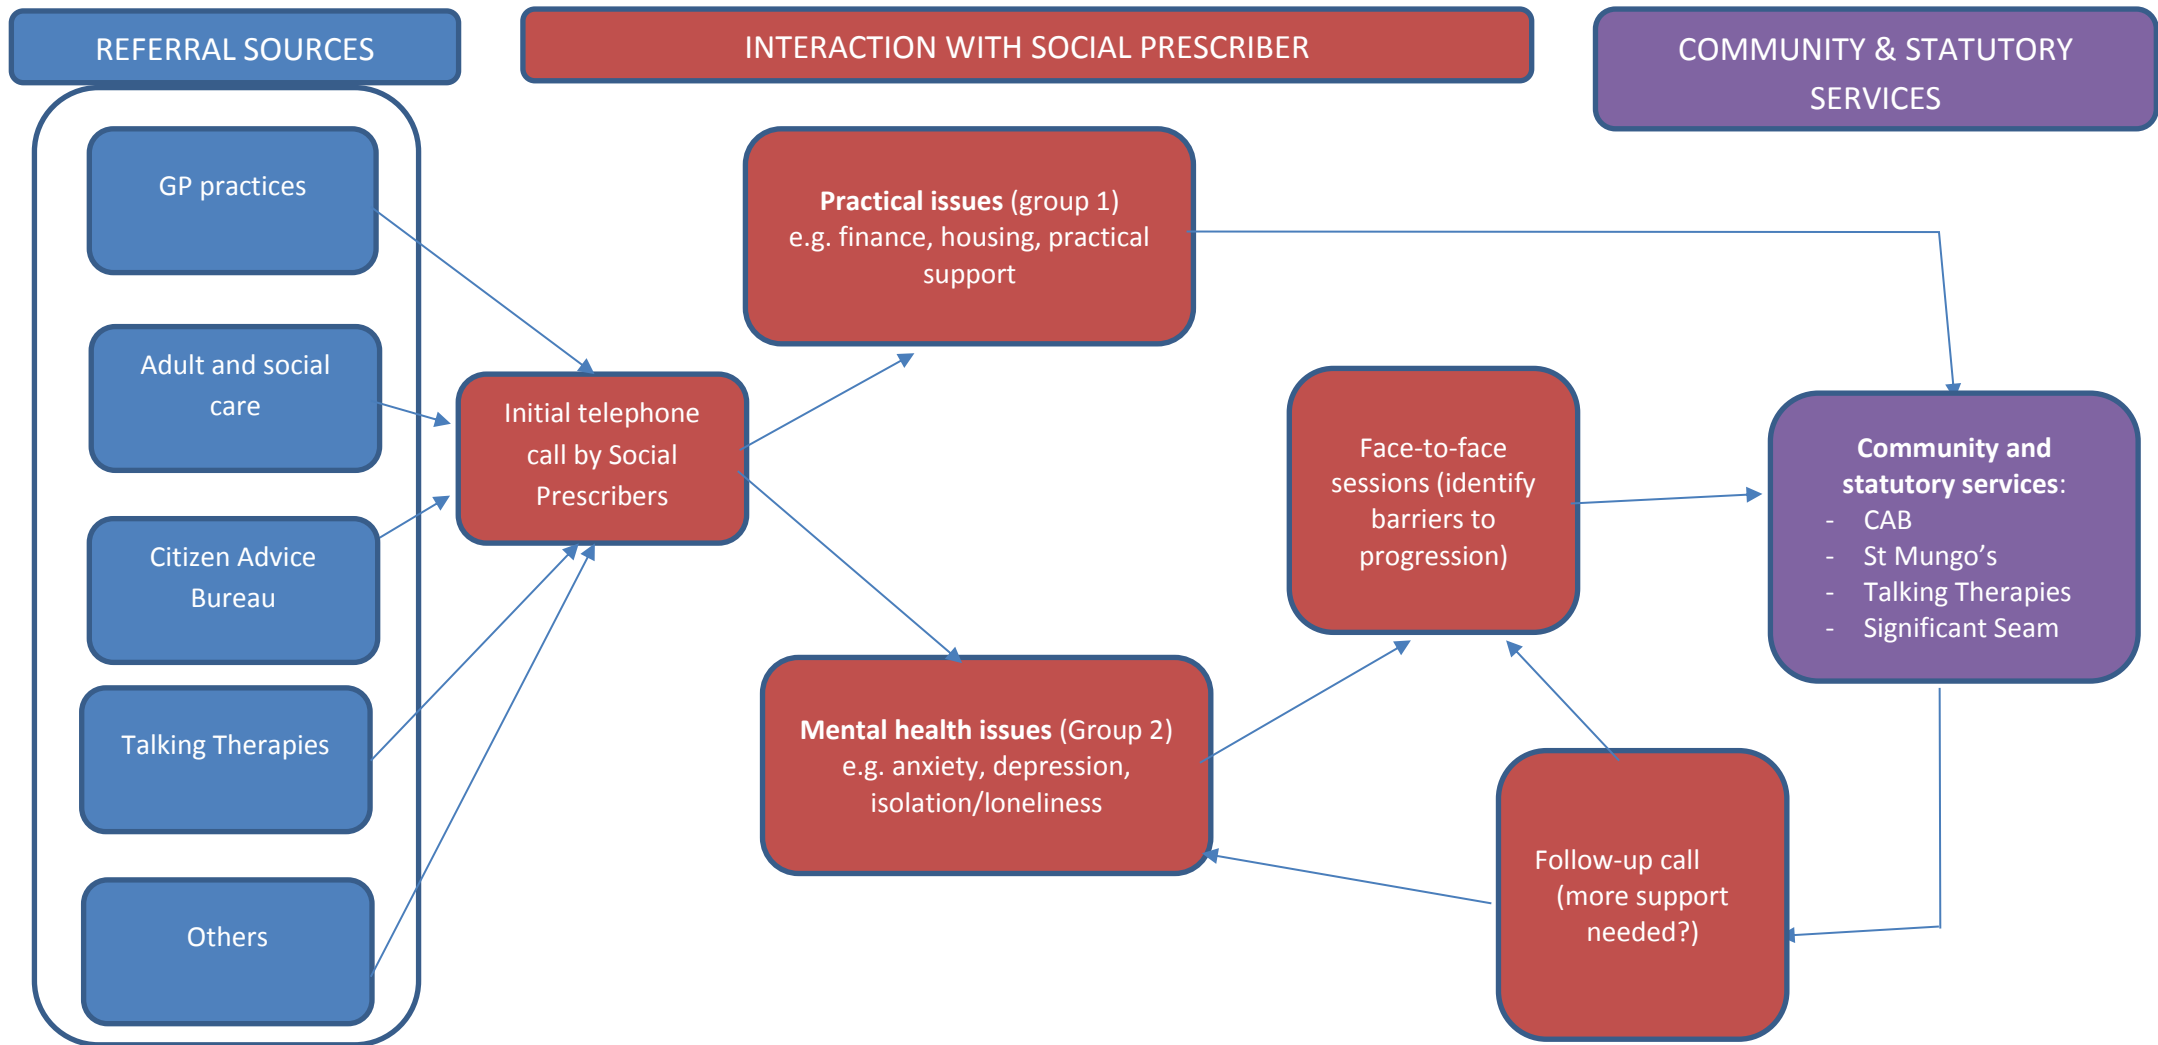 REFERRAL SOURCES
INTERACTION WITH SOCIAL PRESCRIBER
COMMUNITY & STATUTORY
SERVICES
GP practices
Adult and social
care
Citizen Advice
Bureau
Talking Therapies
Others
Initial telephone
call by Social
Prescribers
Practical issues (group 1)
e.g. finance, housing, practical
support
Mental health issues (Group 2)
e.g. anxiety, depression,
isolation/loneliness
Face-to-face
sessions (identify
barriers to
progression)
Follow-up call
(more support
needed?)
Community and
statutory services:
- CAB
- St Mungo’s
- Talking Therapies
- Significant Seam